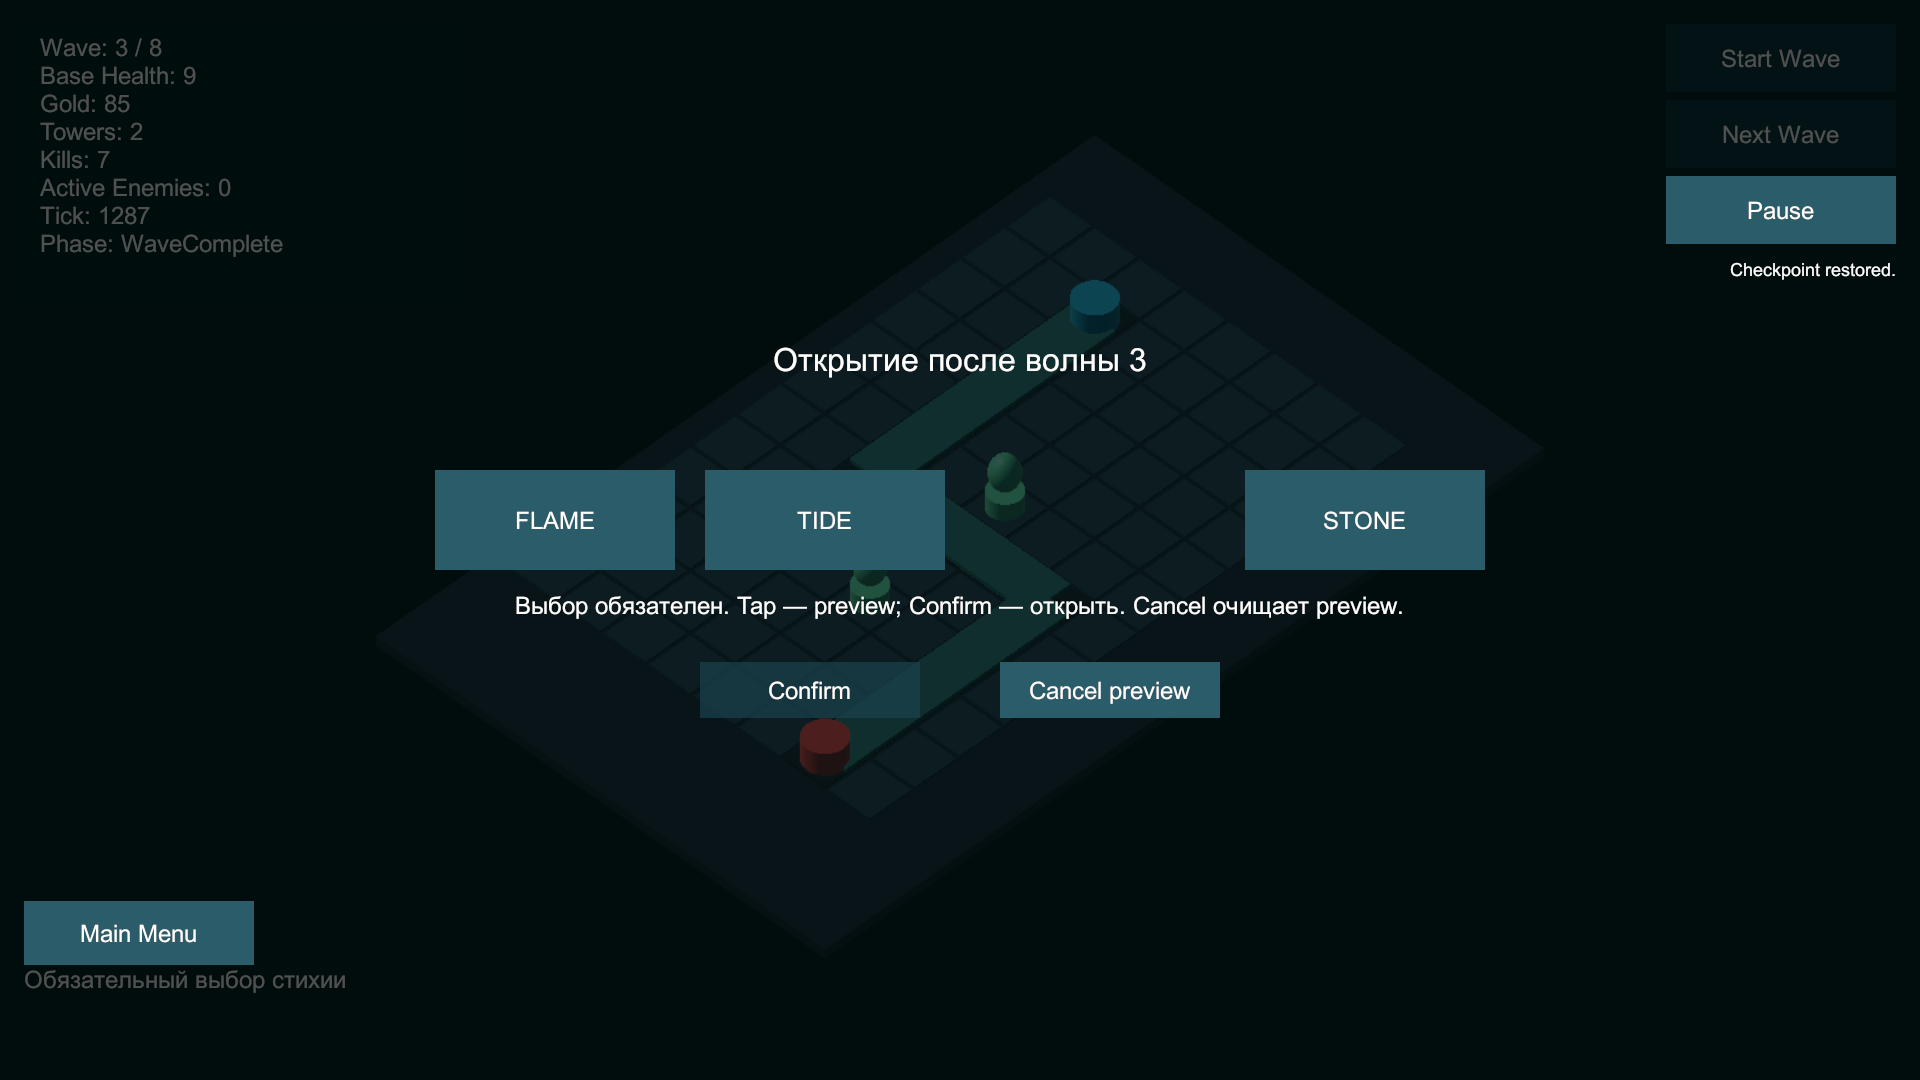 Wave: 3 / 8
Base Health: 9
Gold: 85
Towers: 2
Kills: 7
Active Enemies: 0
Tick: 1287
Phase: WaveComplete
Start Wave
Next Wave
Pause
Checkpoint restored.
Открытие после волны 3
FLAME
TIDE
STONE
Выбор обязателен. Tap — preview; Confirm — открыть. Cancel очищает preview.
Confirm
Cancel preview
Main Menu
Обязательный выбор стихии